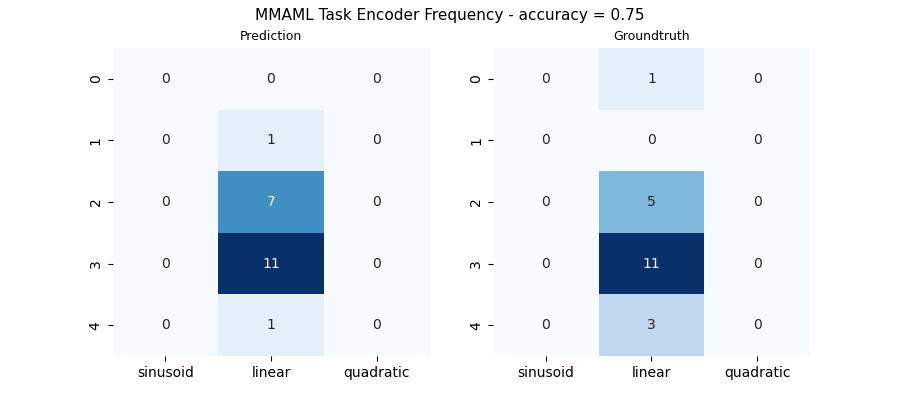 MMAML Task Encoder Frequency - accuracy = 0.75
Prediction Groundtruth
0 0 0 0 0 0 1 0
1 0 1 0 1 0 0 0
2 0 7 0 2 0 5 0
3 0 11 0 3 0 11 0
4 0 1 0 4 0 3 0
sinusoid linear quadratic sinusoid linear quadratic